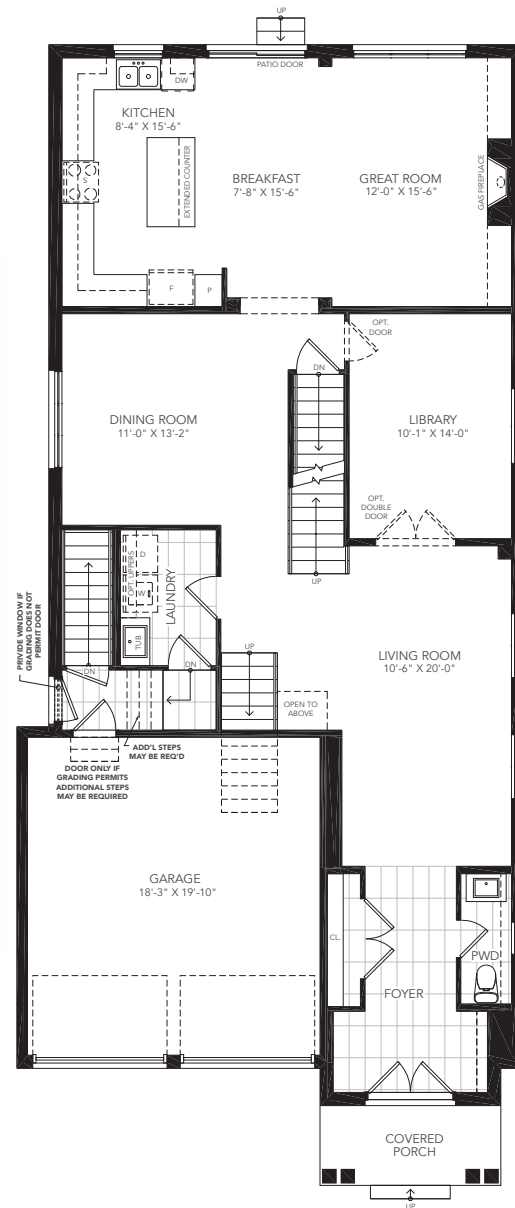 UP
PATIO DOOR
DW
KITCHEN
8'-4" X 15'-6"
S
EXTENDED COUNTER
BREAKFAST
7'-8" X 15'-6"
GREAT ROOM
12'-0" X 15'-6"
GAS FIREPLACE
F
P
OPT.
DOOR
DN
DINING ROOM
11'-0" X 13'-2"
LIBRARY
10'-1" X 14'-0"
OPT.
DOUBLE
DOOR
UP
D
OPT. UPPERS
W
LAUNDRY
TUB
PRIVIDE WINDOW IF
GRADING DOES NOT
PERMIT DOOR
DN
DN
UP
LIVING ROOM
10'-6" X 20'-0"
OPEN TO
ABOVE
ADD'L STEPS
MAY BE REQ'D
DOOR ONLY IF
GRADING PERMITS
ADDITIONAL STEPS
MAY BE REQUIRED
GARAGE
18'-3" X 19'-10"
CL
PWD
FOYER
COVERED
PORCH
UP